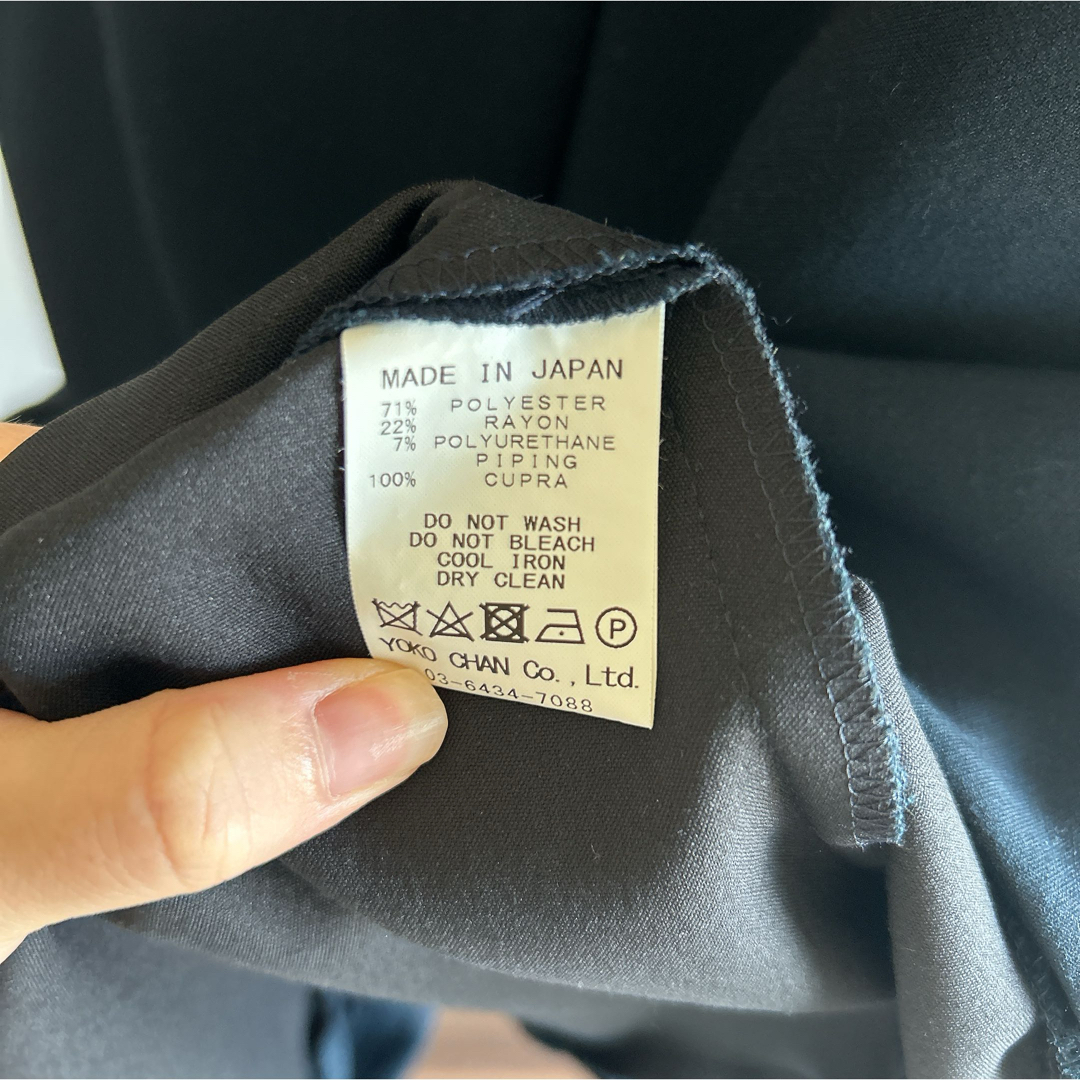 MADE IN JAPAN
71% POLYESTER
22% RAYON
7% POLYURETHANE
PIPING
100% CUPRA
DO NOT WASH
DO NOT BLEACH
COOL IRON
DRY CLEAN
P
YOKO CHAN Co., Ltd.
03-6434-7088